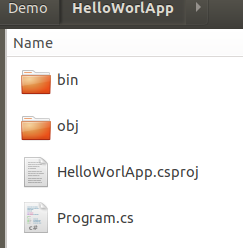 Demo HelloWorlApp
Name
bin
obj
HelloWorlApp.csproj
c#
Program.cs